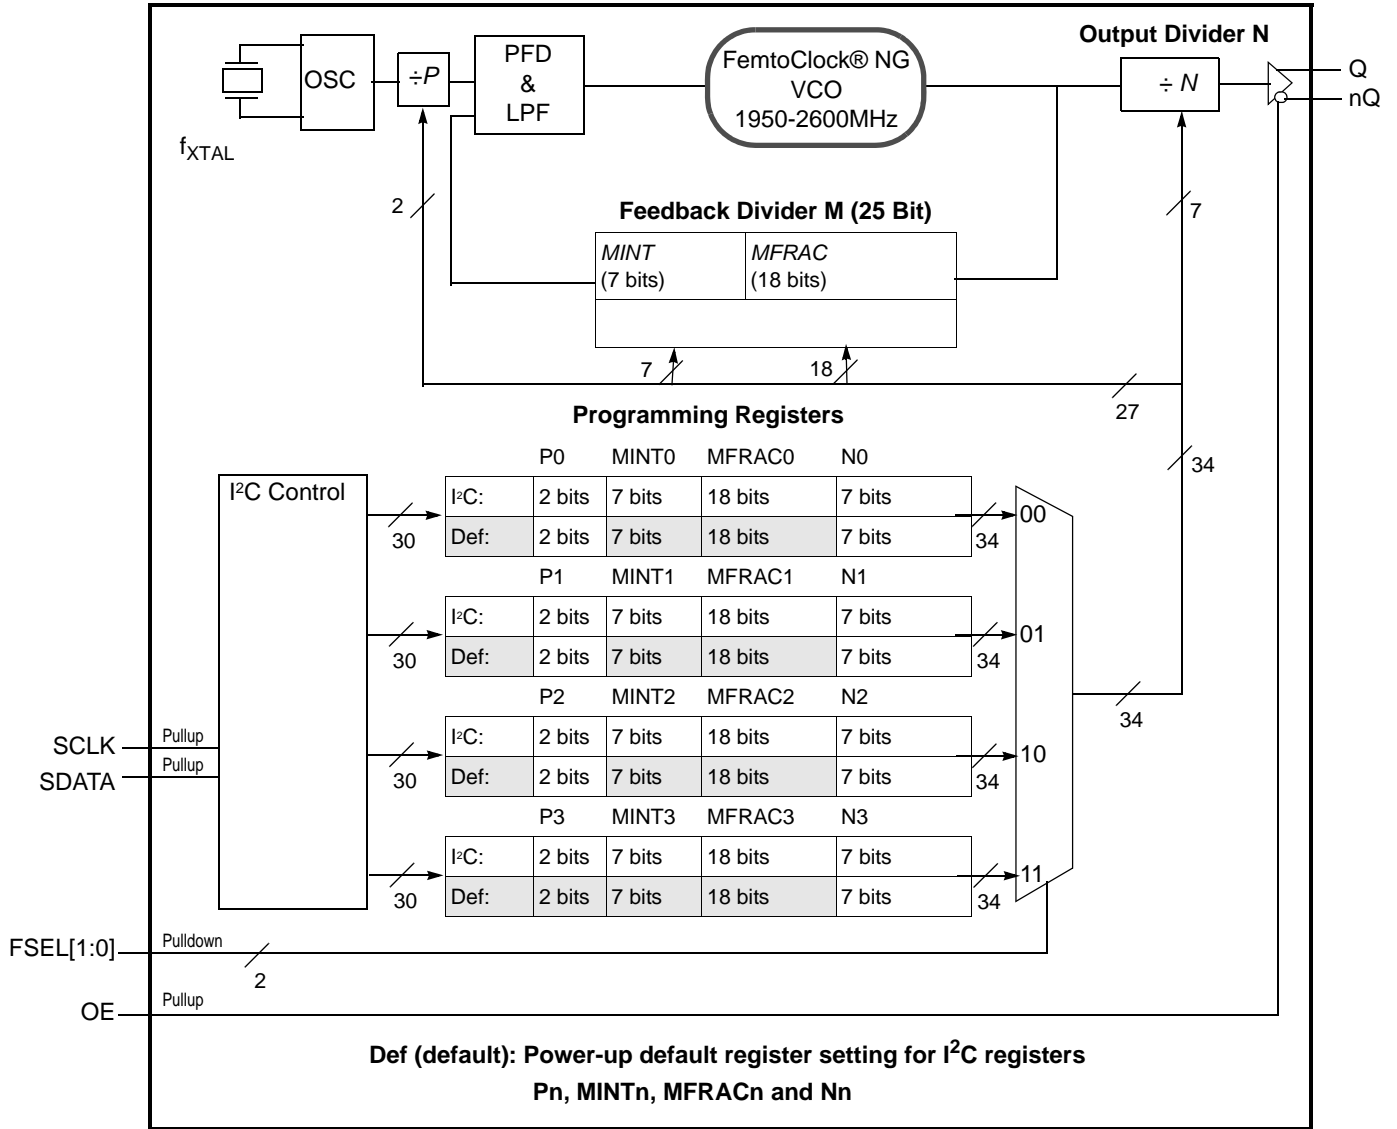 Output Divider N
OSC
÷P
PFD
&
LPF
FemtoClock® NG
VCO
1950-2600MHz
÷ N
Q
nQ
fXTAL
2
7
Feedback Divider M (25 Bit)
MINT
(7 bits)
MFRAC
(18 bits)
7
18
27
Programming Registers
34
I²C Control
P0 MINT0 MFRAC0 N0
I²C: 2 bits 7 bits 18 bits 7 bits
Def: 2 bits 7 bits 18 bits 7 bits
30
34
00
P1 MINT1 MFRAC1 N1
I²C: 2 bits 7 bits 18 bits 7 bits
Def: 2 bits 7 bits 18 bits 7 bits
30
34
01
P2 MINT2 MFRAC2 N2
I²C: 2 bits 7 bits 18 bits 7 bits
Def: 2 bits 7 bits 18 bits 7 bits
30
34
10
34
SCLK Pullup
SDATA Pullup
P3 MINT3 MFRAC3 N3
I²C: 2 bits 7 bits 18 bits 7 bits
Def: 2 bits 7 bits 18 bits 7 bits
30
34
11
FSEL[1:0] Pulldown
2
OE Pullup
Def (default): Power-up default register setting for I²C registers
Pn, MINTn, MFRACn and Nn